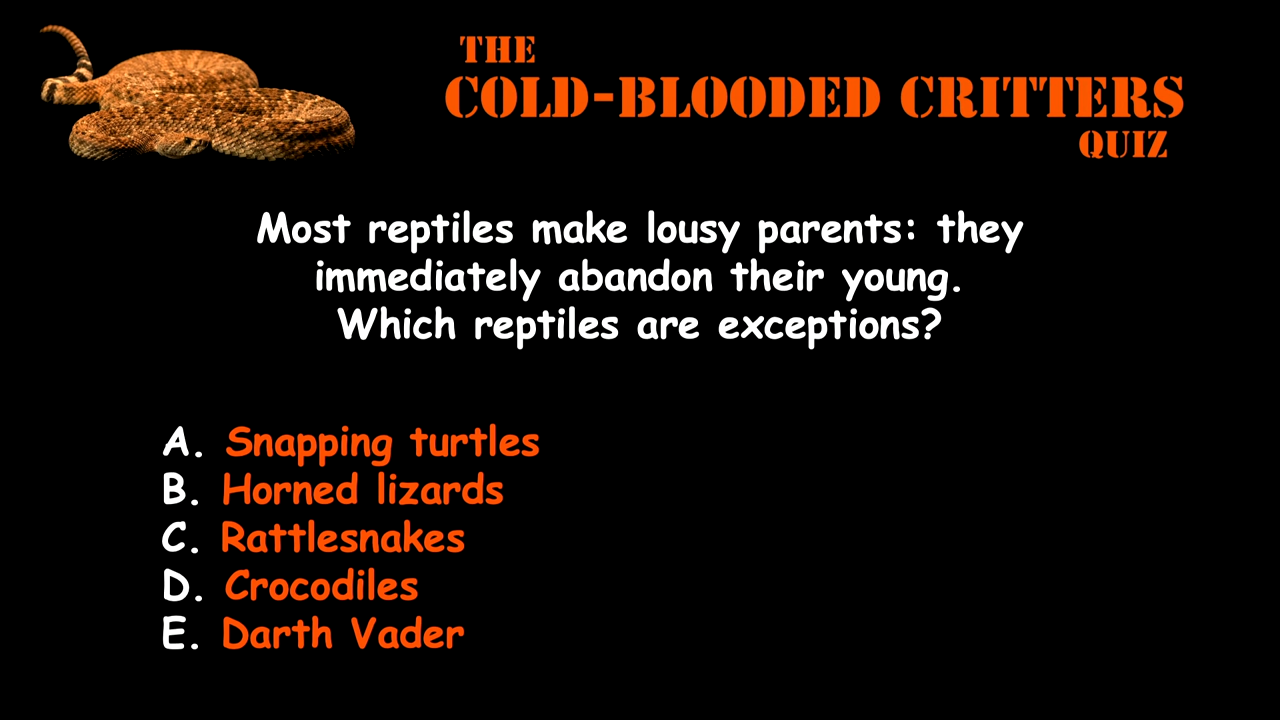 THE
COLD-BLOODED CRITTERS
QUIZ
Most reptiles make lousy parents: they
immediately abandon their young.
Which reptiles are exceptions?
A. Snapping turtles
B. Horned lizards
C. Rattlesnakes
D. Crocodiles
E. Darth Vader